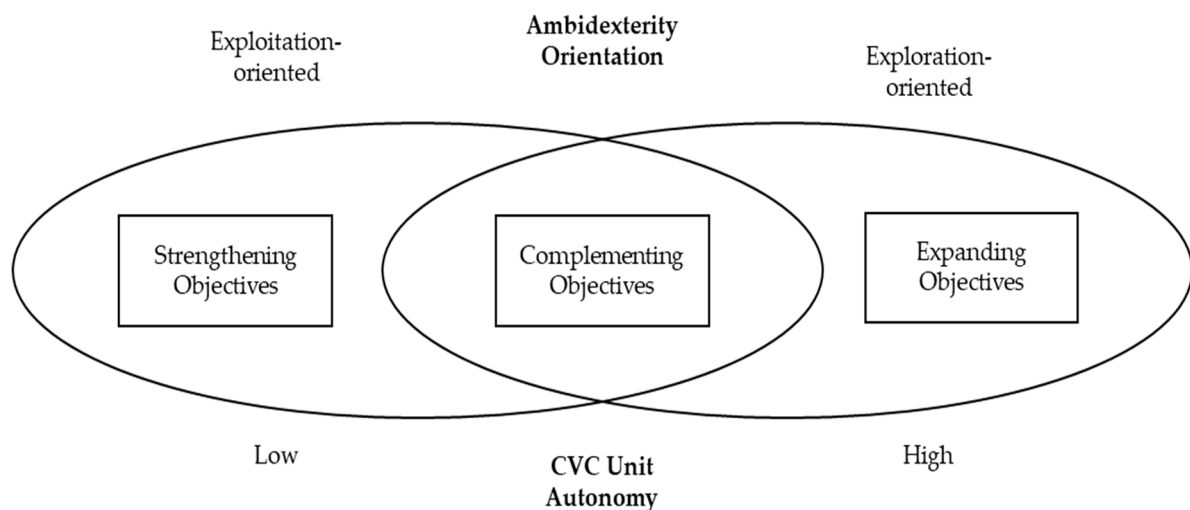 Ambidexterity
Orientation
Exploitation-
oriented
Exploration-
oriented
Strengthening
Objectives
Complementing
Objectives
Expanding
Objectives
Low
CVC Unit
Autonomy
High